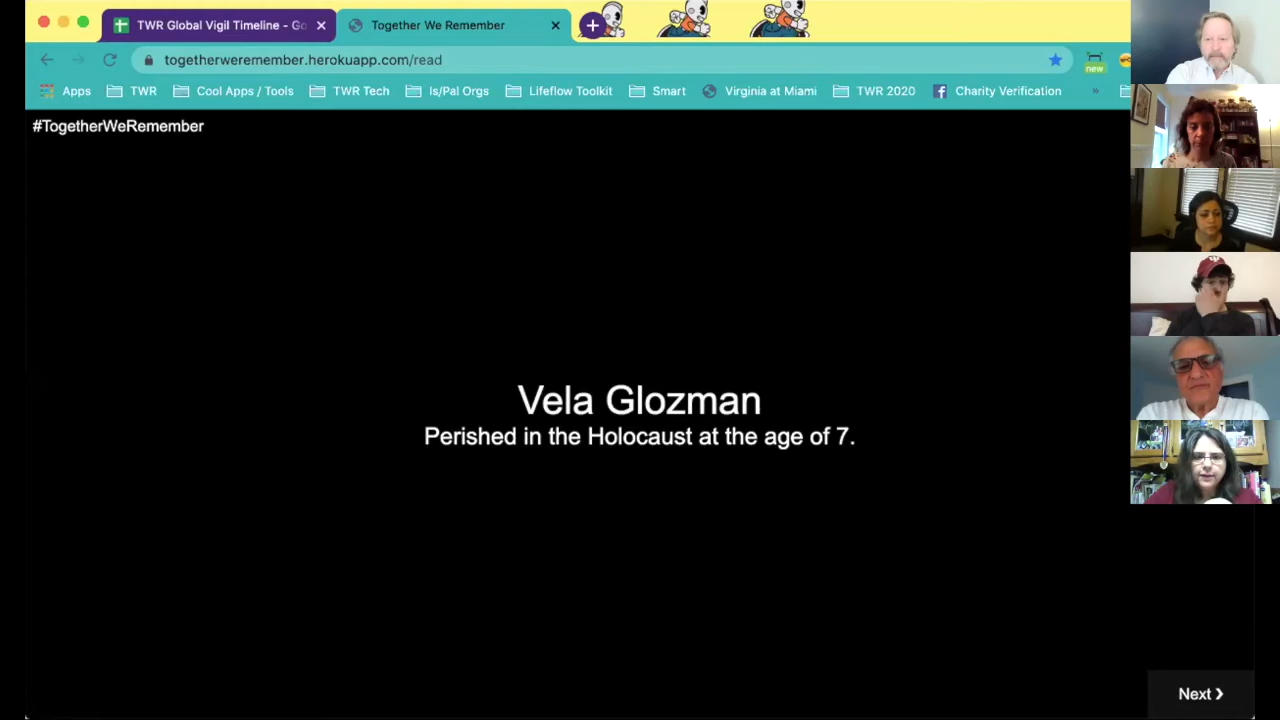 TWR Global Vigil Timeline - Go
Together We Remember
togetherweremember.herokuapp.com/read
new
Apps TWR Cool Apps / Tools TWR Tech Is/Pal Orgs Lifeflow Toolkit Smart Virginia at Miami TWR 2020 Charity Verification »
#TogetherWeRemember
Vela Glozman
Perished in the Holocaust at the age of 7.
Next ❯